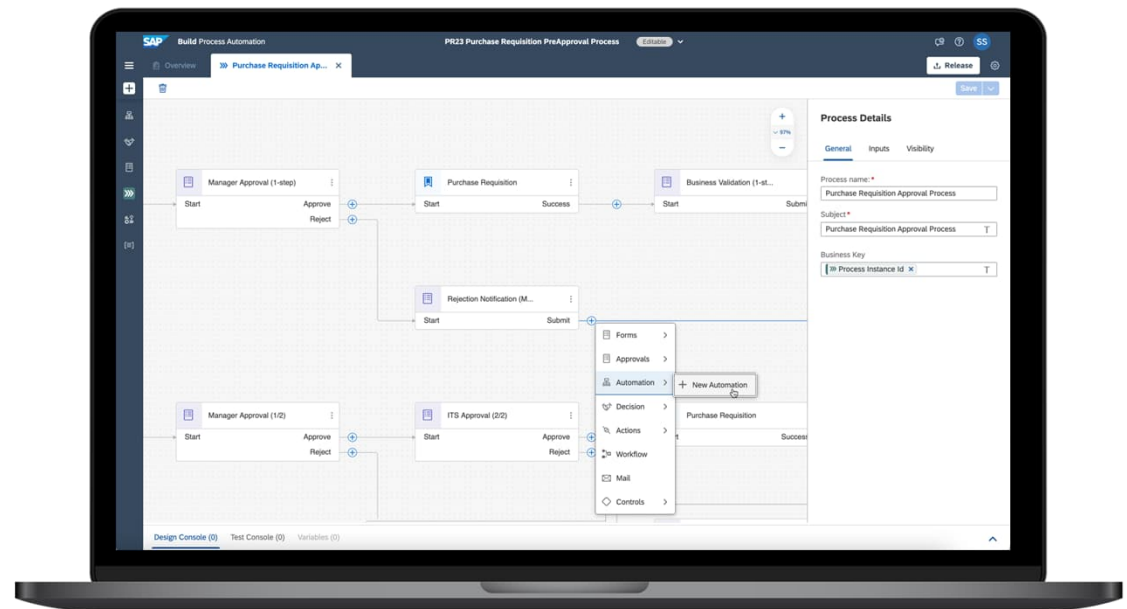 SAP Build Process Automation
PR23 Purchase Requisition PreApproval Process Editable
SS
Overview
Purchase Requisition Ap...
Release
Save
87%
Process Details
General Inputs Visibility
Process name:*
Purchase Requisition Approval Process
Subject*
Purchase Requisition Approval Process
T
Business Key
Process Instance Id
T
Manager Approval (1-step)
Start Approve
Reject
Purchase Requisition
Start Success
Business Validation (1-st...
Start Submi
Rejection Notification (M...
Start Submit
Forms
Approvals
Automation
New Automation
Decision
Actions
Workflow
Mail
Controls
Manager Approval (1/2)
Start Approve
Reject
ITS Approval (2/2)
Start Approve
Reject
Purchase Requisition
t Success
Design Console (0) Test Console (0) Variables (0)